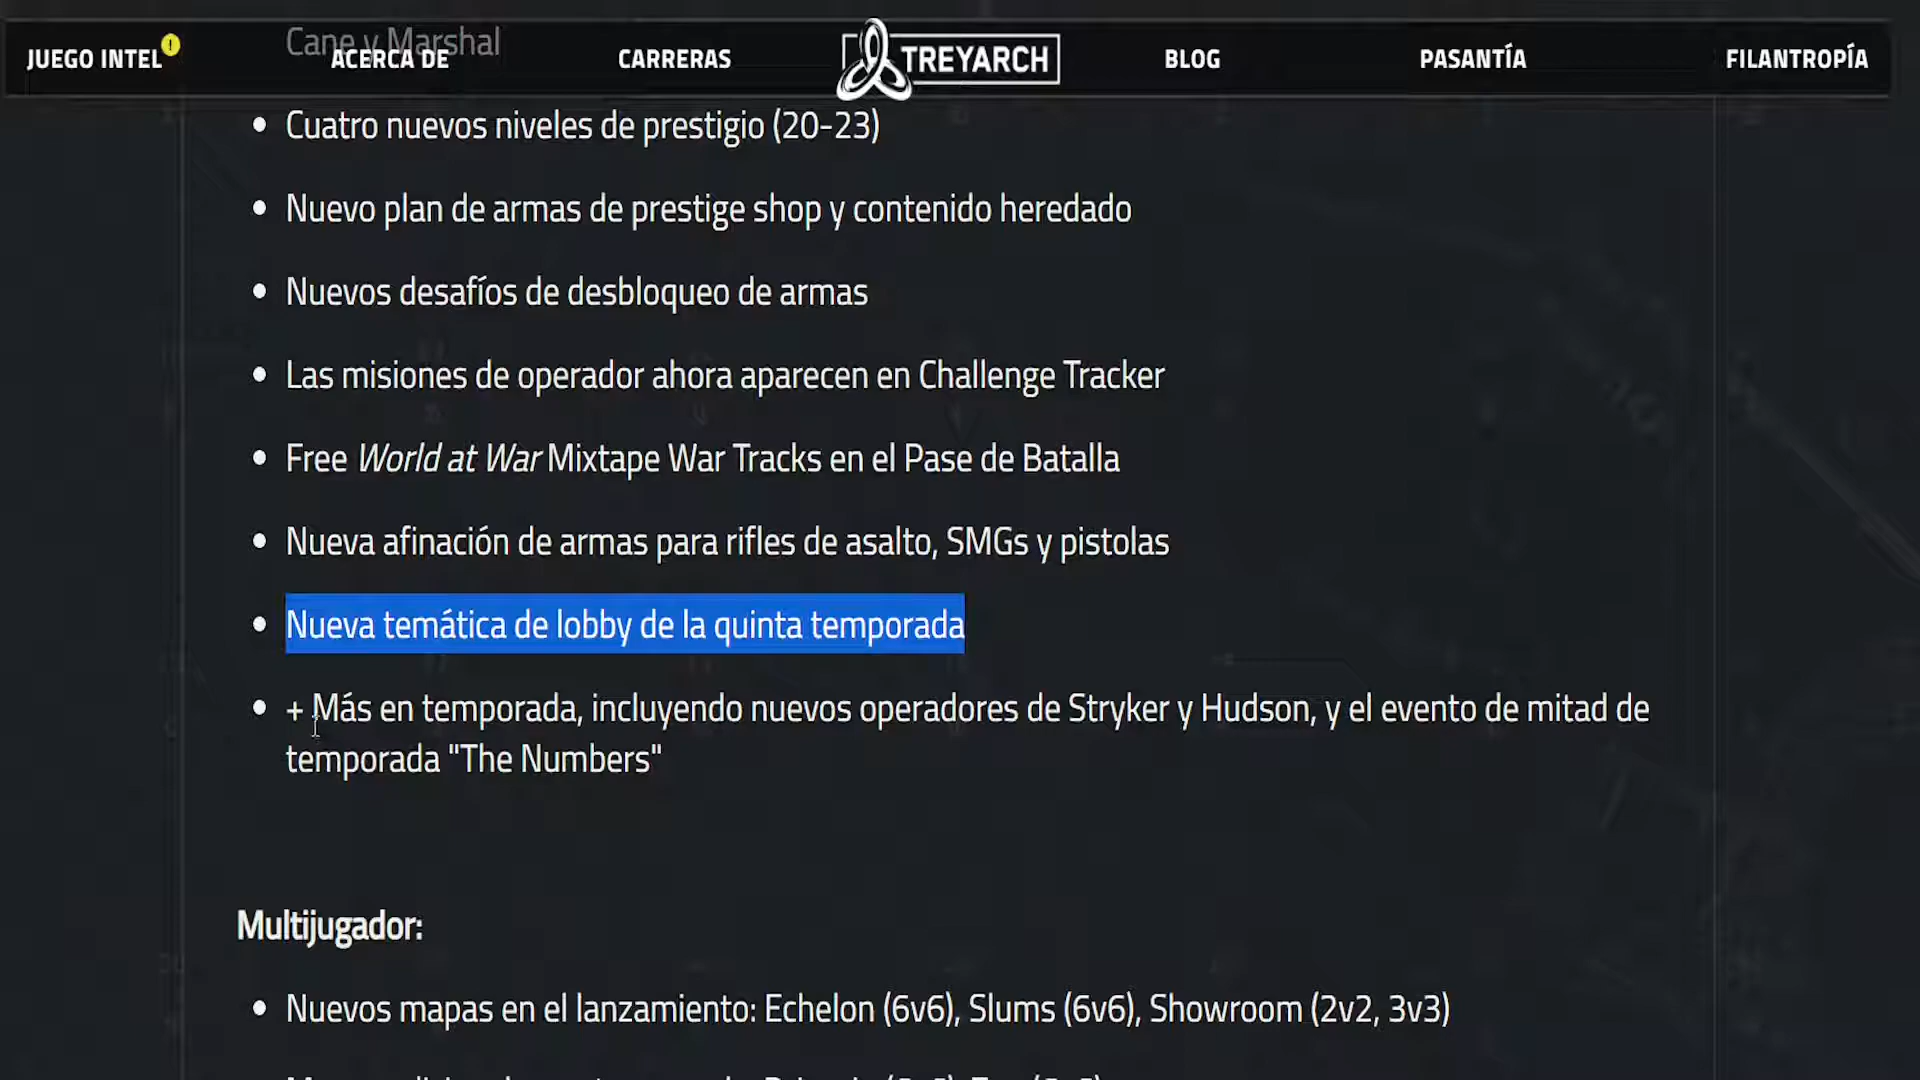 Cane y Marshal
JUEGO INTEL
ACERCA DE
CARRERAS
TREYARCH
BLOG
PASANTÍA
FILANTROPÍA
• Cuatro nuevos niveles de prestigio (20-23)
• Nuevo plan de armas de prestige shop y contenido heredado
• Nuevos desafíos de desbloqueo de armas
• Las misiones de operador ahora aparecen en Challenge Tracker
• Free World at War Mixtape War Tracks en el Pase de Batalla
• Nueva afinación de armas para rifles de asalto, SMGs y pistolas
• Nueva temática de lobby de la quinta temporada
• + Más en temporada, incluyendo nuevos operadores de Stryker y Hudson, y el evento de mitad de
temporada "The Numbers"
Multijugador:
• Nuevos mapas en el lanzamiento: Echelon (6v6), Slums (6v6), Showroom (2v2, 3v3)